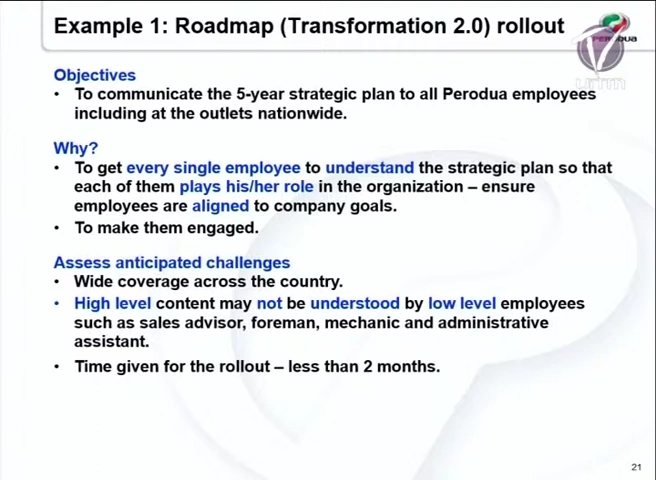 Example 1: Roadmap (Transformation 2.0) rollout
PERODUA
Objectives
• To communicate the 5-year strategic plan to all Perodua employees
including at the outlets nationwide.
Why?
• To get every single employee to understand the strategic plan so that
each of them plays his/her role in the organization – ensure
employees are aligned to company goals.
• To make them engaged.
Assess anticipated challenges
• Wide coverage across the country.
• High level content may not be understood by low level employees
such as sales advisor, foreman, mechanic and administrative
assistant.
• Time given for the rollout – less than 2 months.
21